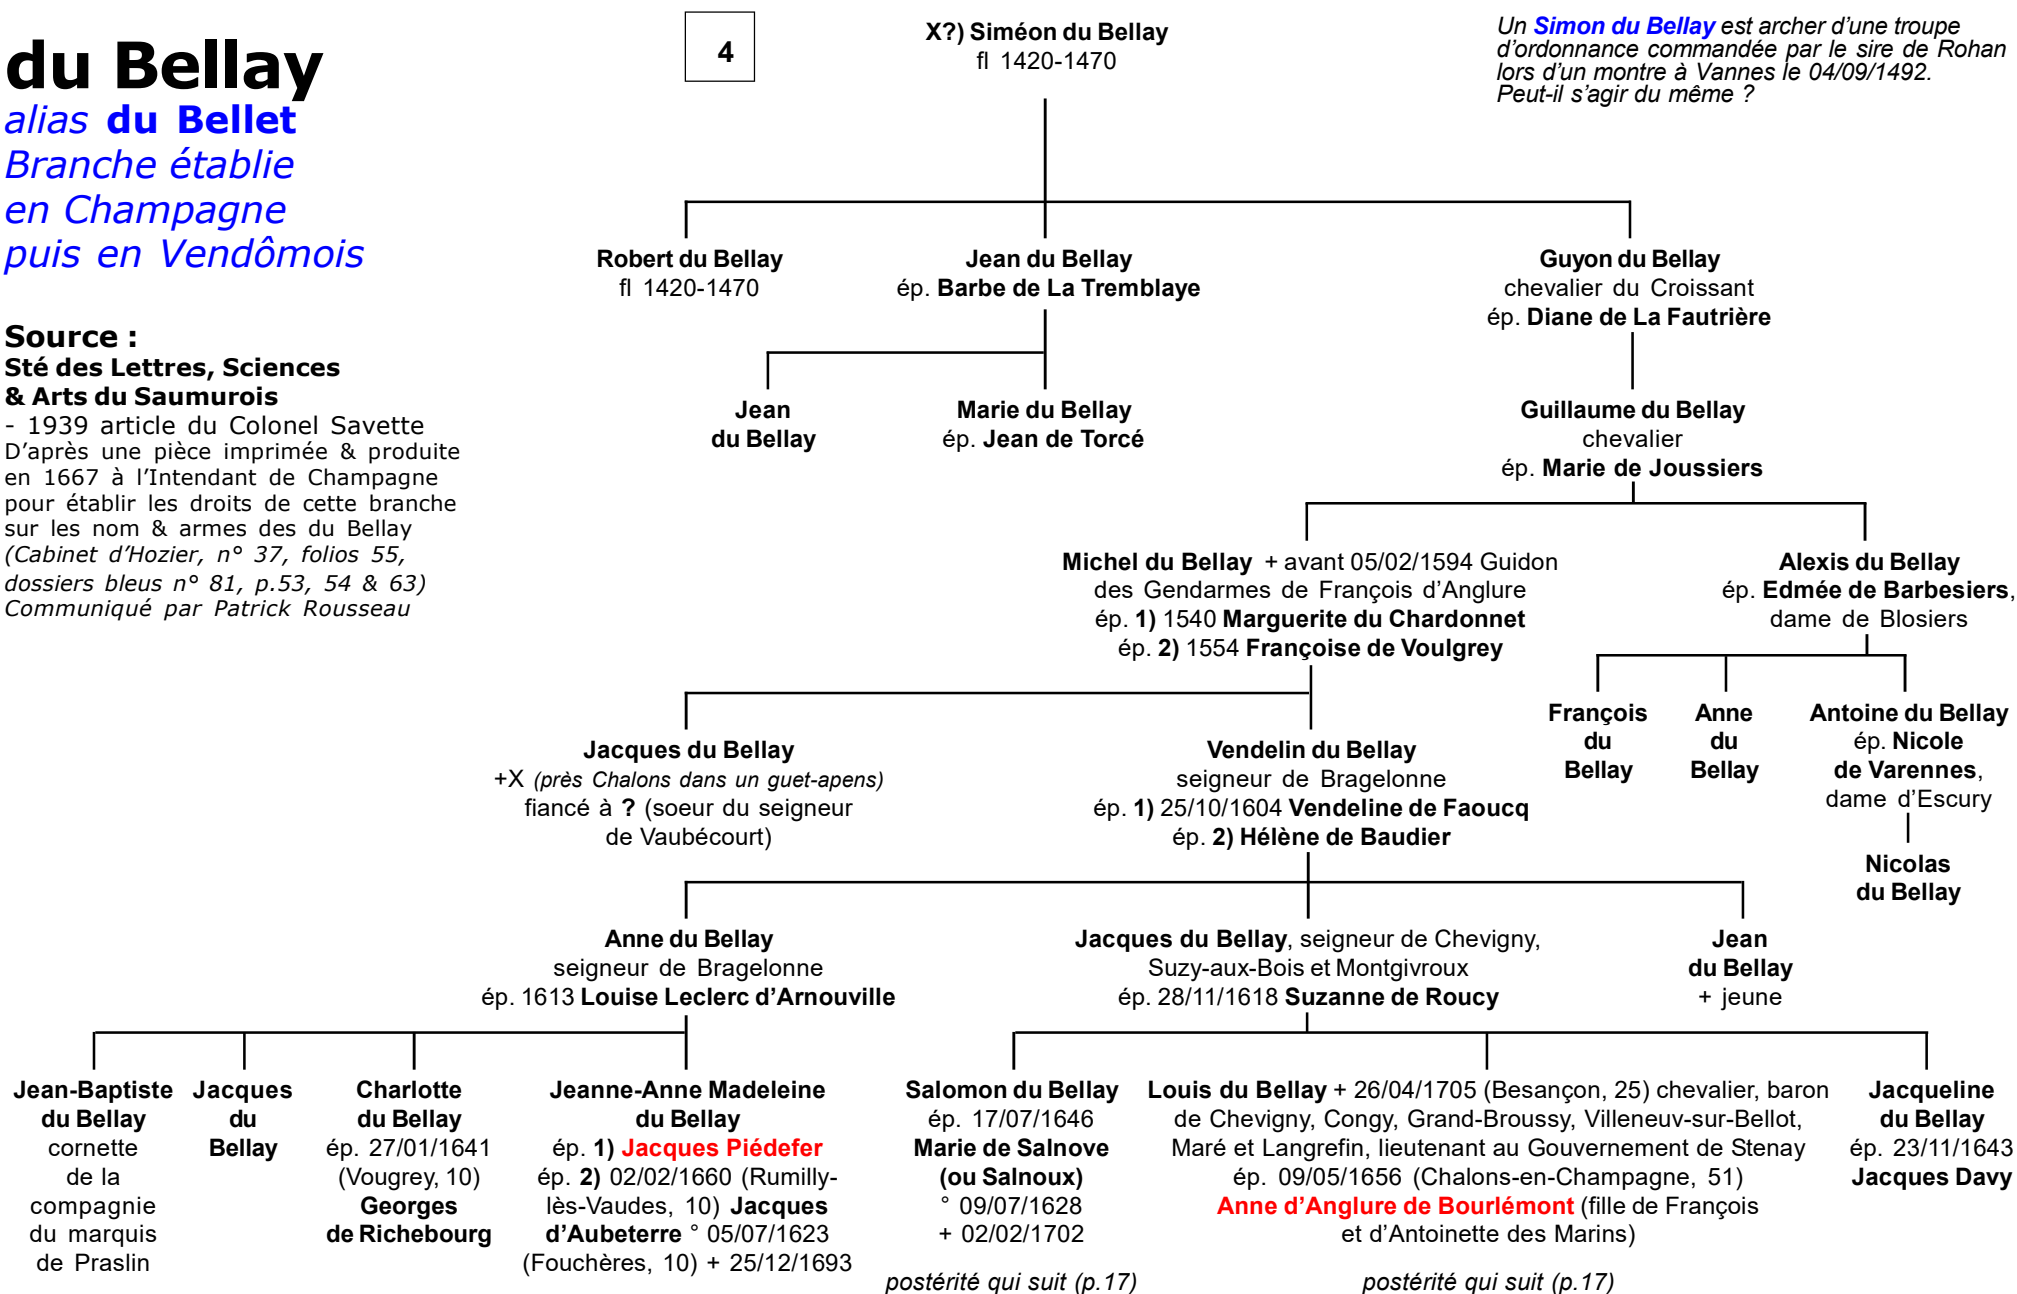 du Bellay
alias du Bellet
Branche établie
en Champagne
puis en Vendômois
Source :
Sté des Lettres, Sciences
& Arts du Saumurois
- 1939 article du Colonel Savette
D'après une pièce imprimée & produite
en 1667 à l'Intendant de Champagne
pour établir les droits de cette branche
sur les nom & armes des du Bellay
(Cabinet d'Hozier, n° 37, folios 55,
dossiers bleus n° 81, p.53, 54 & 63)
Communiqué par Patrick Rousseau
4
X?) Siméon du Bellay
fl 1420-1470
Un Simon du Bellay est archer d'une troupe
d'ordonnance commandée par le sire de Rohan
lors d'un montre à Vannes le 04/09/1492.
Peut-il s'agir du même ?
Robert du Bellay
fl 1420-1470
Jean du Bellay
ép. Barbe de La Tremblaye
Guyon du Bellay
chevalier du Croissant
ép. Diane de La Fautrière
Jean
du Bellay
Marie du Bellay
ép. Jean de Torcé
Guillaume du Bellay
chevalier
ép. Marie de Joussiers
Michel du Bellay + avant 05/02/1594 Guidon
des Gendarmes de François d'Anglure
ép. 1) 1540 Marguerite du Chardonnet
ép. 2) 1554 Françoise de Voulgrey
Alexis du Bellay
ép. Edmée de Barbesiers,
dame de Blosiers
Jacques du Bellay
+X (près Chalons dans un guet-apens)
fiancé à ? (soeur du seigneur
de Vaubécourt)
Vendelin du Bellay
seigneur de Bragelonne
ép. 1) 25/10/1604 Vendeline de Faoucq
ép. 2) Hélène de Baudier
François
du
Bellay
Anne
du
Bellay
Antoine du Bellay
ép. Nicole
de Varennes,
dame d'Escury
Nicolas
du Bellay
Anne du Bellay
seigneur de Bragelonne
ép. 1613 Louise Leclerc d'Arnouville
Jacques du Bellay, seigneur de Chevigny,
Suzy-aux-Bois et Montgivroux
ép. 28/11/1618 Suzanne de Roucy
Jean
du Bellay
+ jeune
Jean-Baptiste
du Bellay
cornette
de la
compagnie
du marquis
de Praslin
Jacques
du
Bellay
Charlotte
du Bellay
ép. 27/01/1641
(Vougrey, 10)
Georges
de Richebourg
Jeanne-Anne Madeleine
du Bellay
ép. 1) Jacques Piédefer
ép. 2) 02/02/1660 (Rumilly-
lès-Vaudes, 10) Jacques
d'Aubeterre ° 05/07/1623
(Fouchères, 10) + 25/12/1693
Salomon du Bellay
ép. 17/07/1646
Marie de Salnove
(ou Salnoux)
° 09/07/1628
+ 02/02/1702
postérité qui suit (p.17)
Louis du Bellay + 26/04/1705 (Besançon, 25) chevalier, baron
de Chevigny, Congy, Grand-Broussy, Villeneuv-sur-Bellot,
Maré et Langrefin, lieutenant au Gouvernement de Stenay
ép. 09/05/1656 (Chalons-en-Champagne, 51)
Anne d'Anglure de Bourlémont (fille de François
et d'Antoinette des Marins)
postérité qui suit (p.17)
Jacqueline
du Bellay
ép. 23/11/1643
Jacques Davy